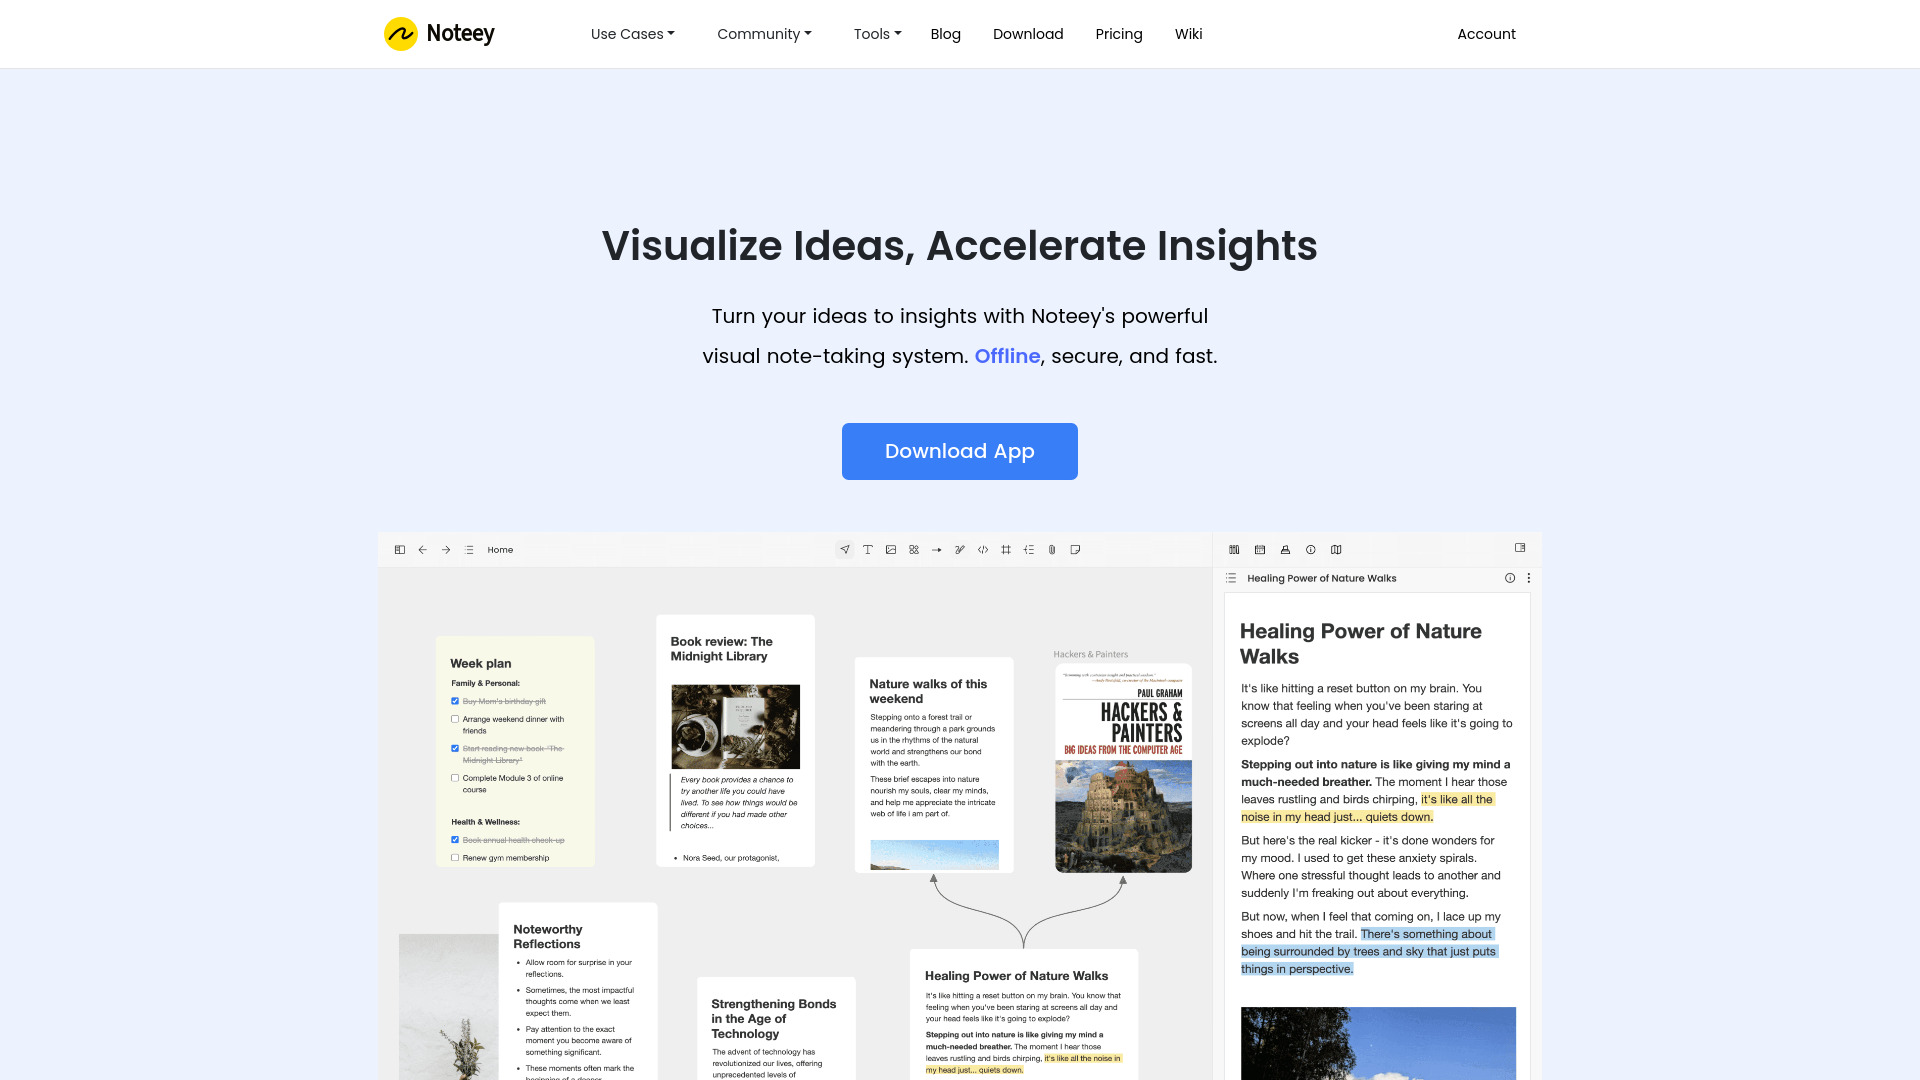 Noteey
Use Cases
Community
Tools
Blog
Download
Pricing
Wiki
Account
Visualize Ideas, Accelerate Insights
Turn your ideas to insights with Noteey's powerful
visual note-taking system. Offline, secure, and fast.
Download App
Home
Week plan
Family & Personal:
Buy Mom's birthday gift
Arrange weekend dinner with
friends
Start reading new book "The
Midnight Library"
Complete Module 3 of online
course
Health & Wellness:
Book annual health check-up
Renew gym membership
Book review: The
Midnight Library
Every book provides a chance to
try another life you could have
lived. To see how things would be
different if you had made other
choices...
Nora Seed, our protagonist,
Nature walks of this
weekend
Stepping onto a forest trail or
meandering through a park grounds
us in the rhythms of the natural
world and strengthens our bond
with the earth.
These brief escapes into nature
nourish my souls, clear my minds,
and help me appreciate the intricate
web of life i am part of.
Hackers & Painters
PAUL GRAHAM
HACKERS &
PAINTERS
BIG IDEAS FROM THE COMPUTER AGE
Noteworthy
Reflections
Allow room for surprise in your
reflections.
Sometimes, the most impactful
thoughts come when we least
expect them.
Pay attention to the exact
moment you become aware of
something significant.
These moments often mark the
Strengthening Bonds
in the Age of
Technology
The advent of technology has
revolutionized our lives, offering
unprecedented levels of
Healing Power of Nature Walks
It's like hitting a reset button on my brain. You know that
feeling when you've been staring at screens all day and
your head feels like it's going to explode?
Stepping out into nature is like giving my mind a
much-needed breather. The moment I hear those
leaves rustling and birds chirping, it's like all the noise in
my head just... quiets down.
Healing Power of Nature Walks
Healing Power of Nature
Walks
It's like hitting a reset button on my brain. You
know that feeling when you've been staring at
screens all day and your head feels like it's going to
explode?
Stepping out into nature is like giving my mind a
much-needed breather. The moment I hear those
leaves rustling and birds chirping, it's like all the
noise in my head just... quiets down.
But here's the real kicker - it's done wonders for
my mood. I used to get these anxiety spirals.
Where one stressful thought leads to another and
suddenly I'm freaking out about everything.
But now, when I feel that coming on, I lace up my
shoes and hit the trail. There's something about
being surrounded by trees and sky that just puts
things in perspective.